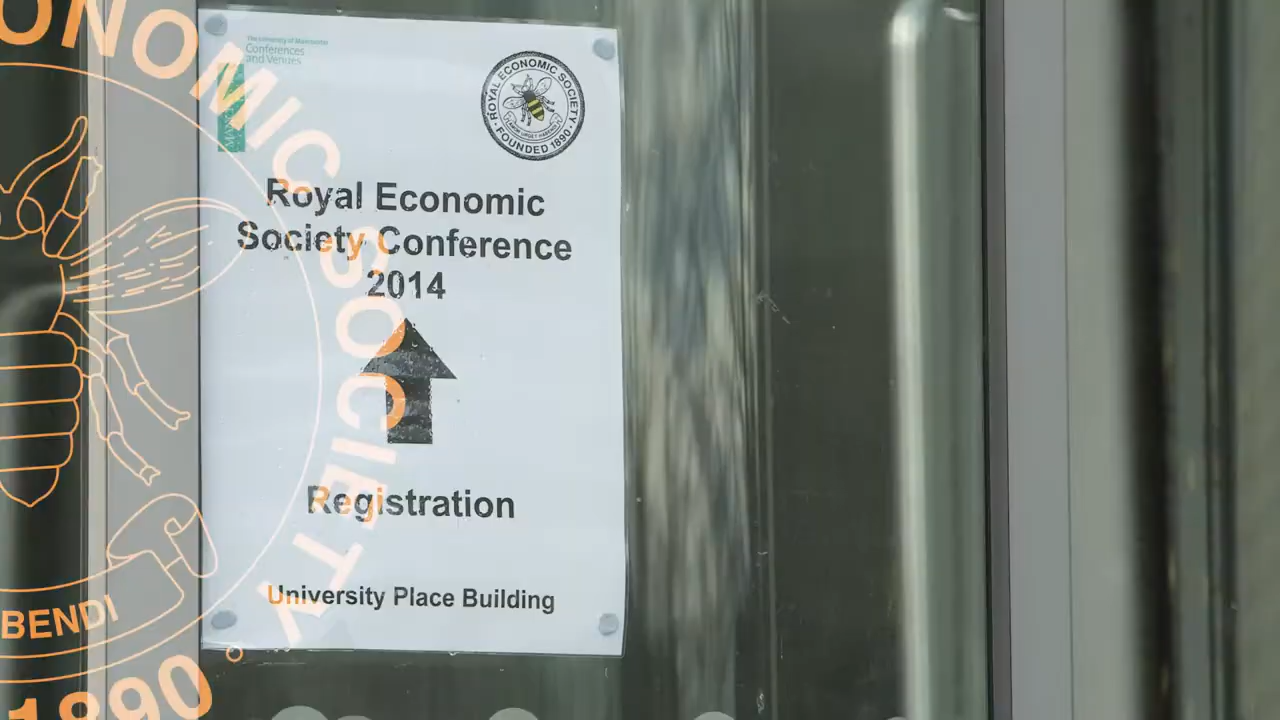 The University of Manchester
Conferences
and Venues
ROYAL ECONOMIC SOCIETY
FOUNDED 1890
Royal Economic
Society Conference
2014
Registration
University Place Building
ONOMIC SOCIETY
BENDI
1890